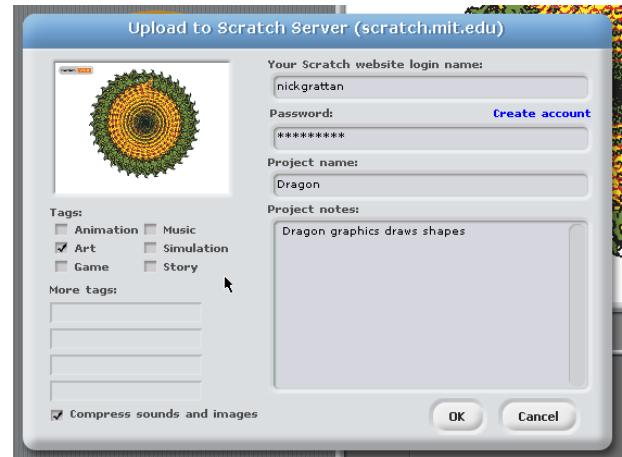 Upload to Scratch Server (scratch.mit.edu)
Your Scratch website login name:
nickgrattan
Password:
Create account
*********
Project name:
Dragon
Project notes:
Dragon graphics draws shapes
Tags:
Animation
Music
Art
Simulation
Game
Story
More tags:
Compress sounds and images
OK
Cancel